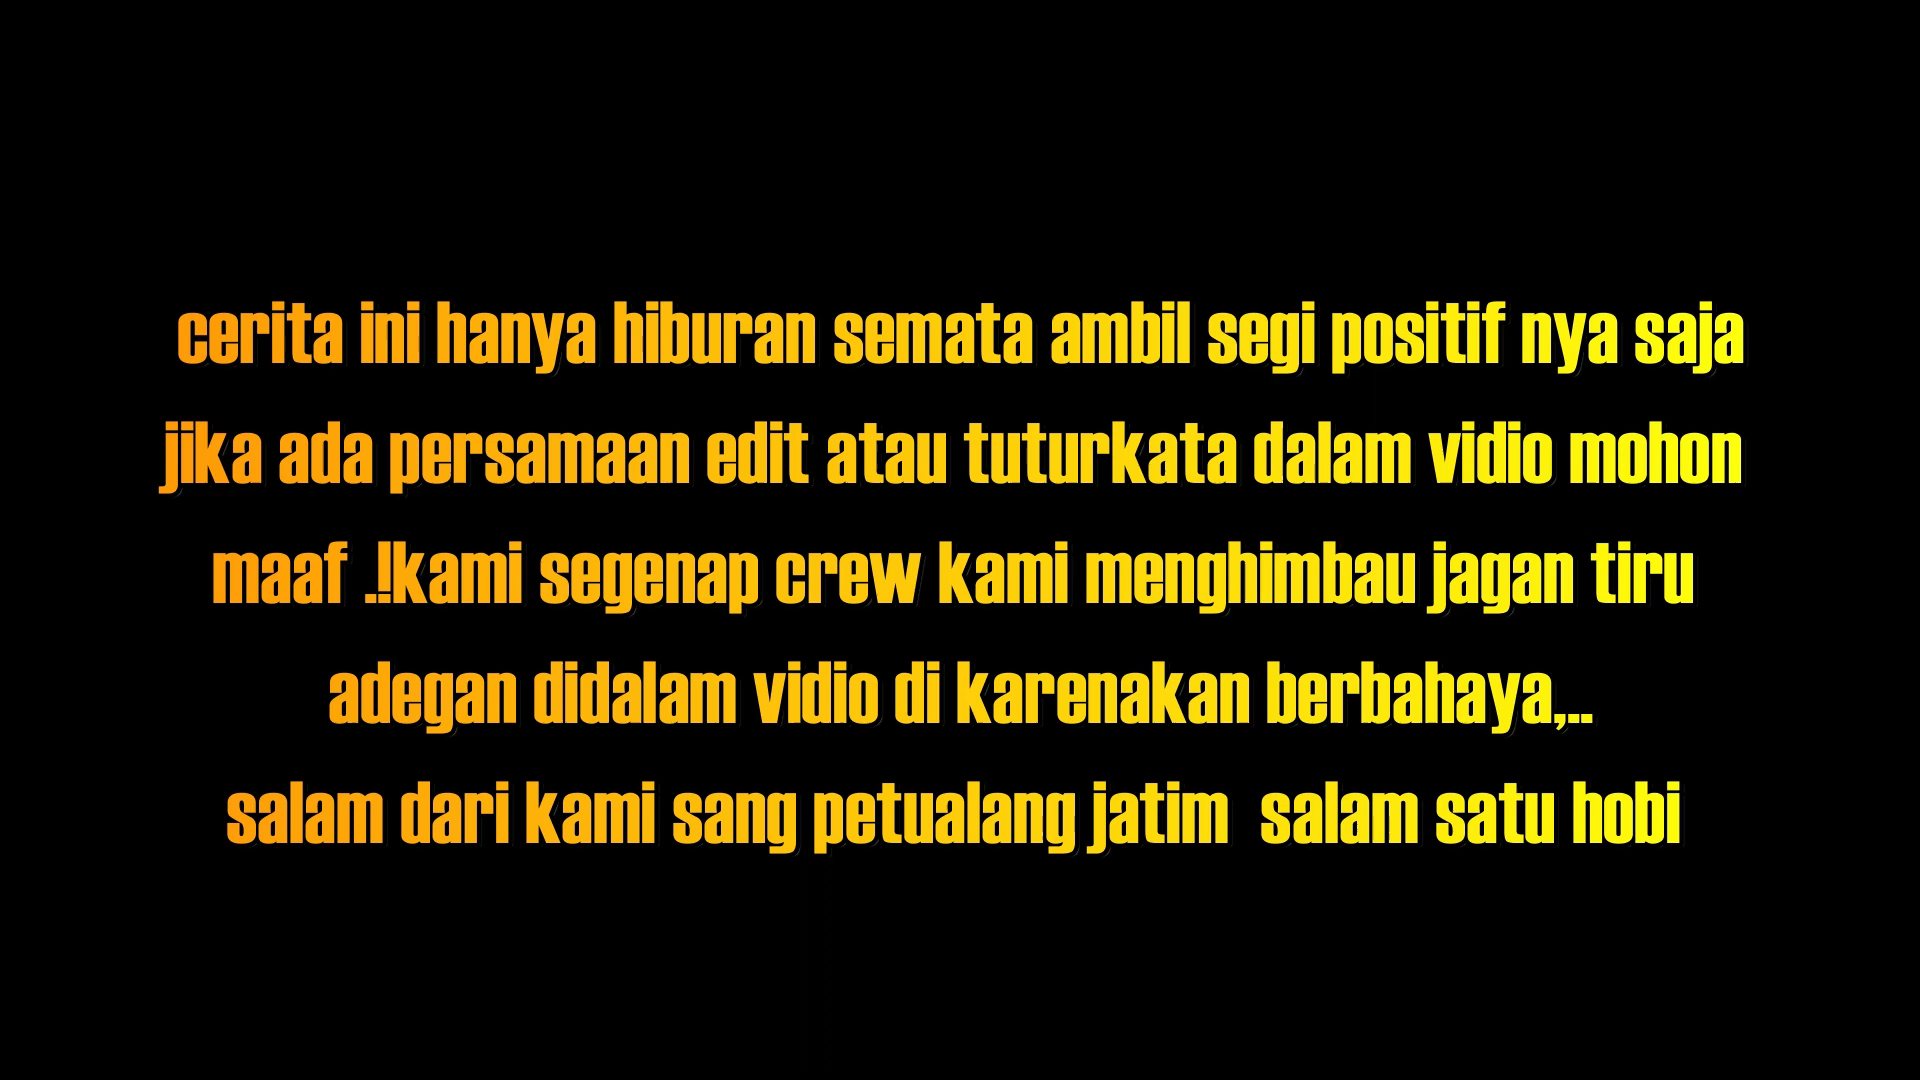 cerita ini hanya hiburan semata ambil segi positif nya saja
jika ada persamaan edit atau tuturkata dalam vidio mohon
maaf .!kami segenap crew kami menghimbau jagan tiru
adegan didalam vidio di karenakan berbahaya,..
salam dari kami sang petualang jatim  salam satu hobi